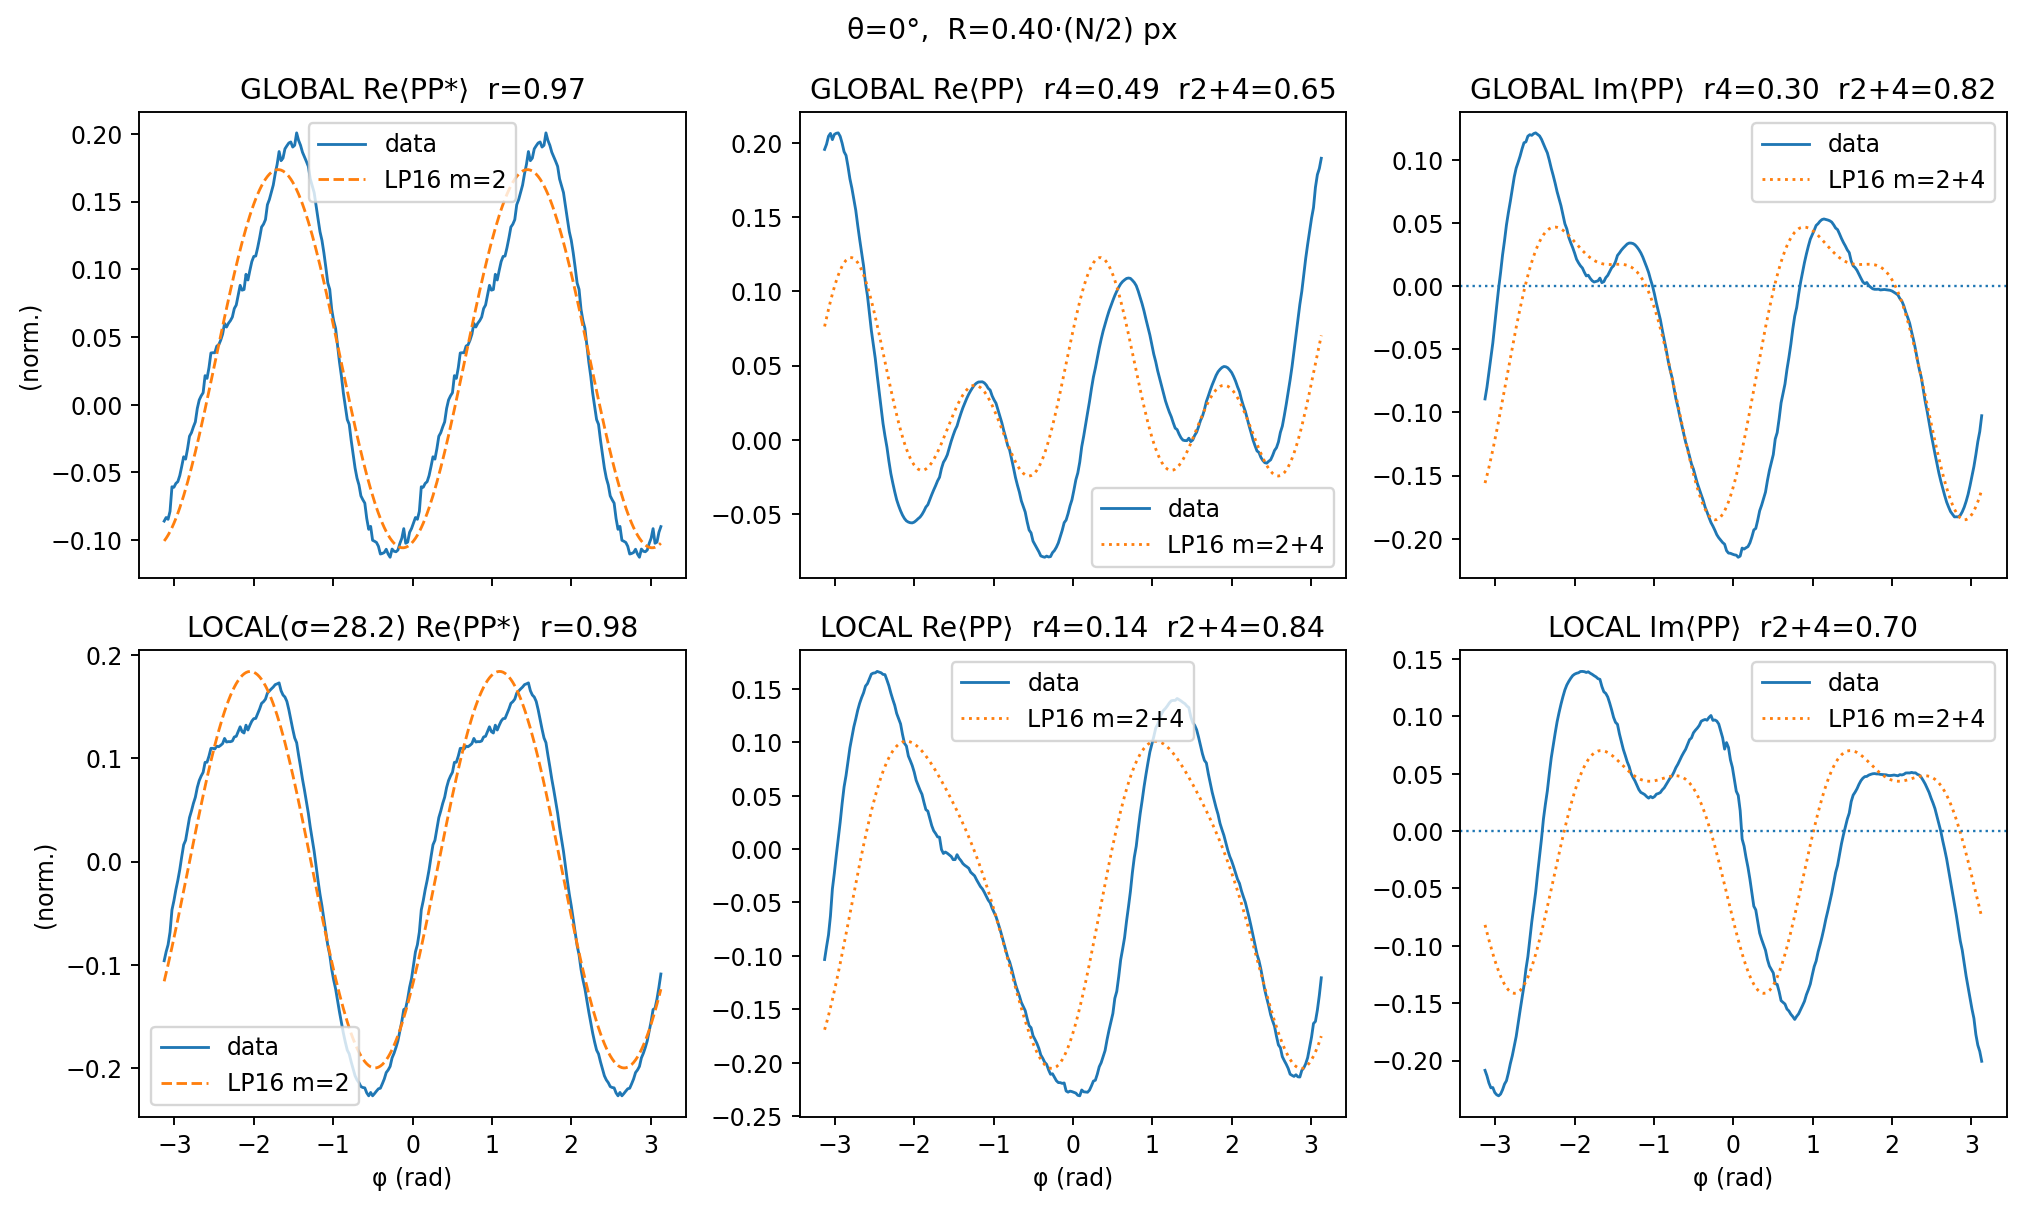 θ=0°,  R=0.40·(N/2) px
GLOBAL Re⟨PP*⟩  r=0.97
GLOBAL Re⟨PP⟩  r4=0.49  r2+4=0.65
GLOBAL Im⟨PP⟩  r4=0.30  r2+4=0.82
(norm.)
0.20
0.15
0.10
0.05
0.00
−0.05
−0.10
data
LP16 m=2
0.20
0.15
0.10
0.05
0.00
−0.05
data
LP16 m=2+4
0.10
0.05
0.00
−0.05
−0.10
−0.15
−0.20
data
LP16 m=2+4
LOCAL(σ=28.2) Re⟨PP*⟩  r=0.98
LOCAL Re⟨PP⟩  r4=0.14  r2+4=0.84
LOCAL Im⟨PP⟩  r2+4=0.70
(norm.)
0.2
0.1
0.0
−0.1
−0.2
data
LP16 m=2
−3 −2 −1 0 1 2 3
φ (rad)
0.15
0.10
0.05
0.00
−0.05
−0.10
−0.15
−0.20
−0.25
data
LP16 m=2+4
−3 −2 −1 0 1 2 3
φ (rad)
0.15
0.10
0.05
0.00
−0.05
−0.10
−0.15
−0.20
data
LP16 m=2+4
−3 −2 −1 0 1 2 3
φ (rad)